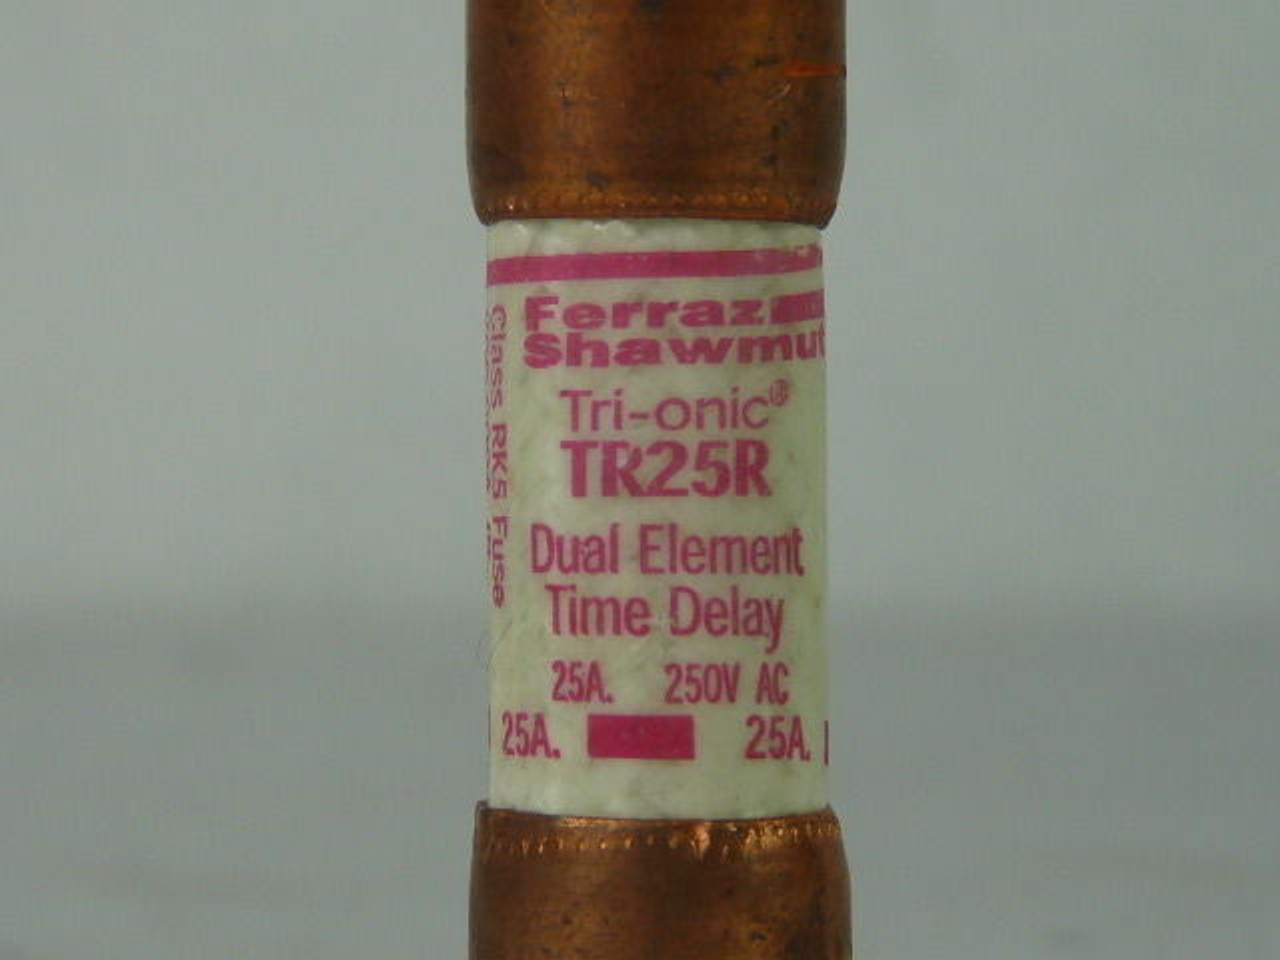 Ferraz
Shawmut
Tri-onic®
TR25R
Dual Element
Time Delay
25A. 250V AC
25A. 25A.
Class RK5 Fuse